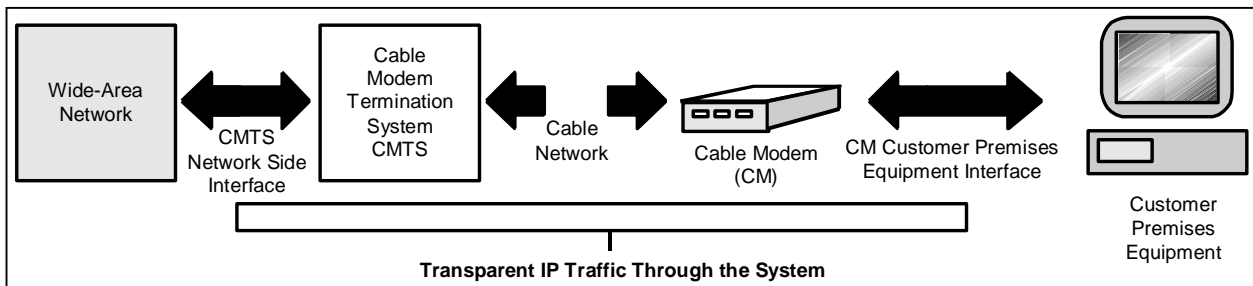 Wide-Area
Network
CMTS
Network Side
Interface
Cable
Modem
Termination
System
CMTS
Cable
Network
Cable Modem
(CM)
CM Customer Premises
Equipment Interface
Customer
Premises
Equipment
Transparent IP Traffic Through the System